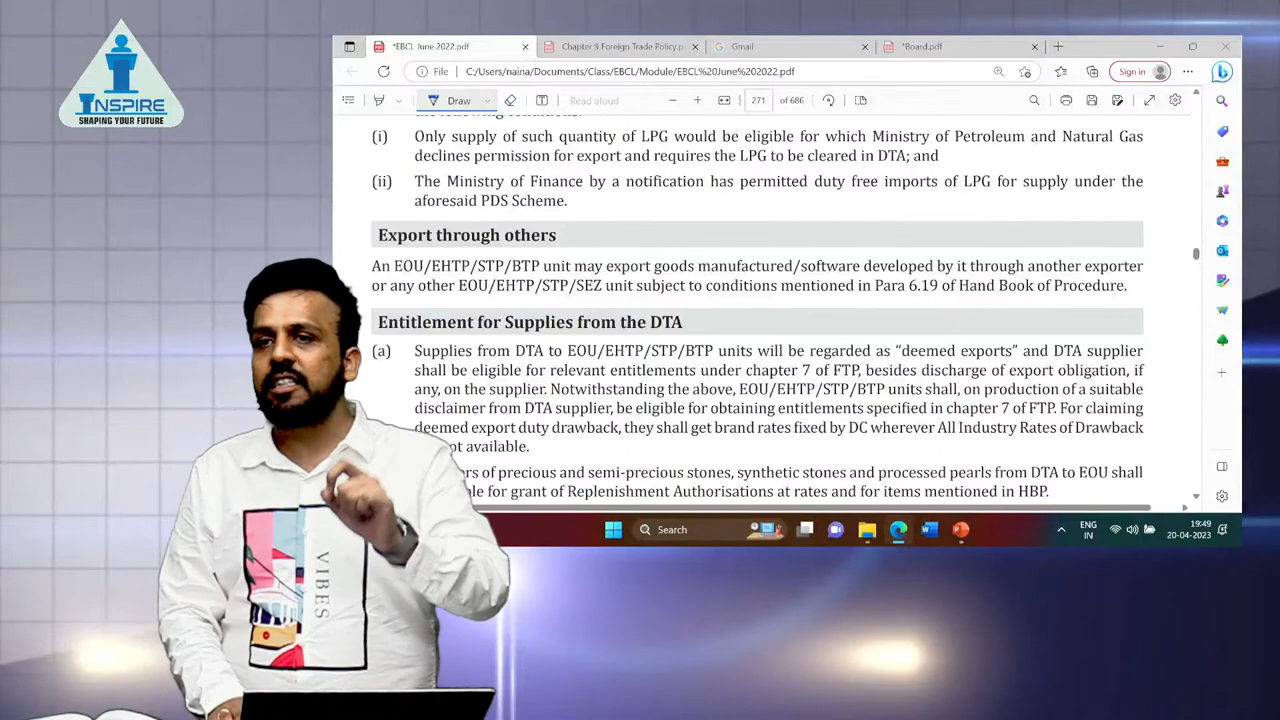 INSPIRE
SHAPING YOUR FUTURE
*EBCL June 2022.pdf
Chapter 9 Foreign Trade Policy.p
Gmail
*Board.pdf
File
C:/Users/naina/Documents/Class/EBCL/Module/EBCL%20June%202022.pdf
Sign in
Draw
Read aloud
271 of 686
(i) Only supply of such quantity of LPG would be eligible for which Ministry of Petroleum and Natural Gas
declines permission for export and requires the LPG to be cleared in DTA; and
(ii) The Ministry of Finance by a notification has permitted duty free imports of LPG for supply under the
aforesaid PDS Scheme.
Export through others
An EOU/EHTP/STP/BTP unit may export goods manufactured/software developed by it through another exporter
or any other EOU/EHTP/STP/SEZ unit subject to conditions mentioned in Para 6.19 of Hand Book of Procedure.
Entitlement for Supplies from the DTA
(a) Supplies from DTA to EOU/EHTP/STP/BTP units will be regarded as “deemed exports” and DTA supplier
shall be eligible for relevant entitlements under chapter 7 of FTP, besides discharge of export obligation, if
any, on the supplier. Notwithstanding the above, EOU/EHTP/STP/BTP units shall, on production of a suitable
disclaimer from DTA supplier, be eligible for obtaining entitlements specified in chapter 7 of FTP. For claiming
deemed export duty drawback, they shall get brand rates fixed by DC wherever All Industry Rates of Drawback
ot available.
rs of precious and semi-precious stones, synthetic stones and processed pearls from DTA to EOU shall
le for grant of Replenishment Authorisations at rates and for items mentioned in HBP.
Search
ENG
IN
19:49
20-04-2023
VIBES